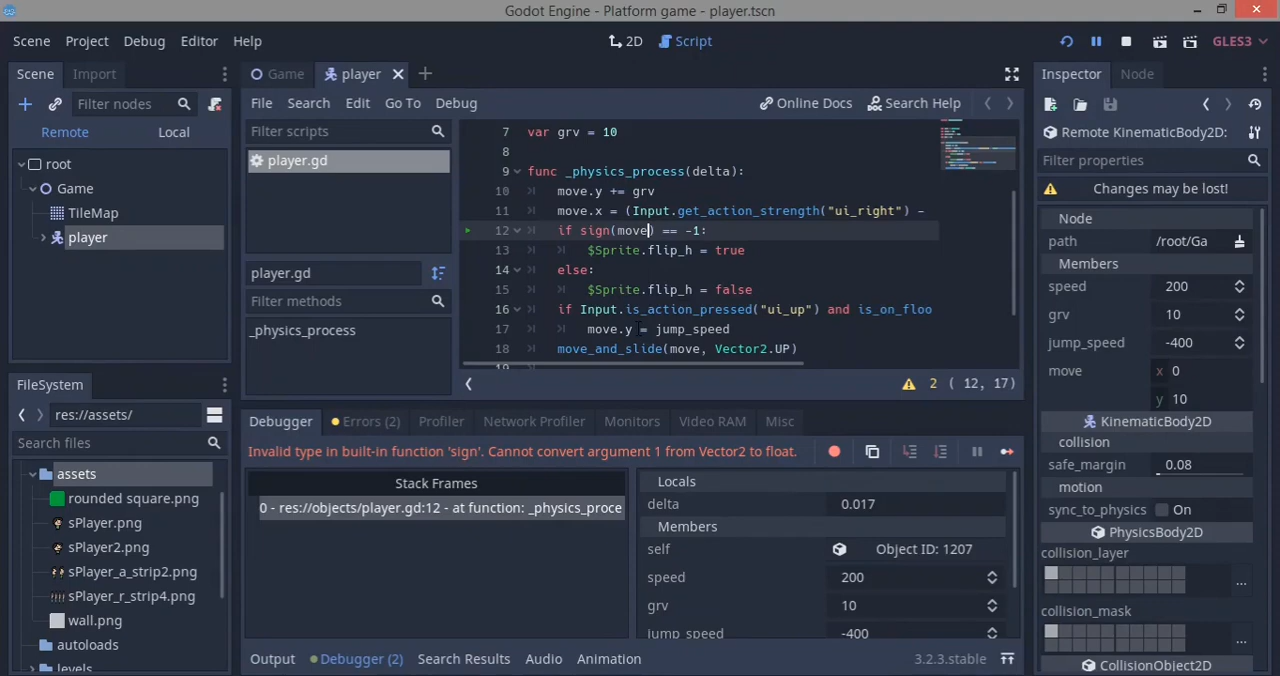 Godot Engine - Platform game - player.tscn
Scene Project Debug Editor Help
2D Script
GLES3
Scene Import
Filter nodes
Remote Local
root
Game
TileMap
player
FileSystem
res://assets/
Search files
assets
rounded square.png
sPlayer.png
sPlayer2.png
sPlayer_a_strip2.png
sPlayer_r_strip4.png
wall.png
autoloads
levels
Game player
File Search Edit Go To Debug
Online Docs Search Help
Filter scripts
player.gd
player.gd
Filter methods
_physics_process
7 var grv = 10
8
9 func _physics_process(delta):
10 move.y += grv
11 move.x = (Input.get_action_strength("ui_right") -
12 if sign(move) == -1:
13 $Sprite.flip_h = true
14 else:
15 $Sprite.flip_h = false
16 if Input.is_action_pressed("ui_up") and is_on_floo
17 move.y = jump_speed
18 move_and_slide(move, Vector2.UP)
2 ( 12, 17)
Debugger Errors (2) Profiler Network Profiler Monitors Video RAM Misc
Invalid type in built-in function 'sign'. Cannot convert argument 1 from Vector2 to float.
Stack Frames
0 - res://objects/player.gd:12 - at function: _physics_proce
Locals
delta 0.017
Members
self Object ID: 1207
speed 200
grv 10
jump_speed -400
Output Debugger (2) Search Results Audio Animation
3.2.3.stable
Inspector Node
Remote KinematicBody2D:
Filter properties
Changes may be lost!
Node
path /root/Ga
Members
speed 200
grv 10
jump_speed -400
move x 0
y 10
KinematicBody2D
collision
safe_margin 0.08
motion
sync_to_physics On
PhysicsBody2D
collision_layer
...
collision_mask
...
CollisionObject2D